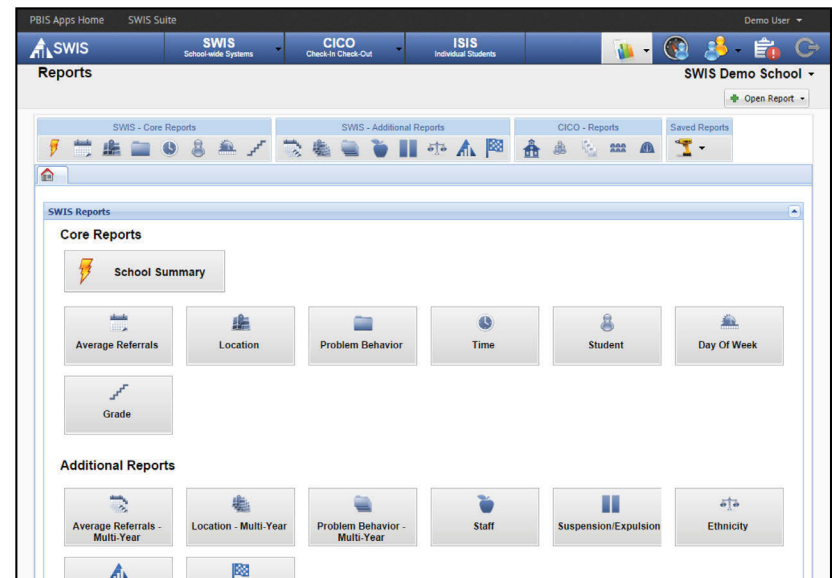 PBIS Apps Home SWIS Suite Demo User
SWIS SWIS CICO ISIS
School-wide Systems Check-In Check-Out Individual Students
Reports SWIS Demo School
Open Report
SWIS - Core Reports SWIS - Additional Reports CICO - Reports Saved Reports
SWIS Reports
Core Reports
School Summary
Average Referrals Location Problem Behavior Time Student Day Of Week
Grade
Additional Reports
Average Referrals - Location - Multi-Year Problem Behavior - Staff Suspension/Expulsion Ethnicity
Multi-Year Multi-Year